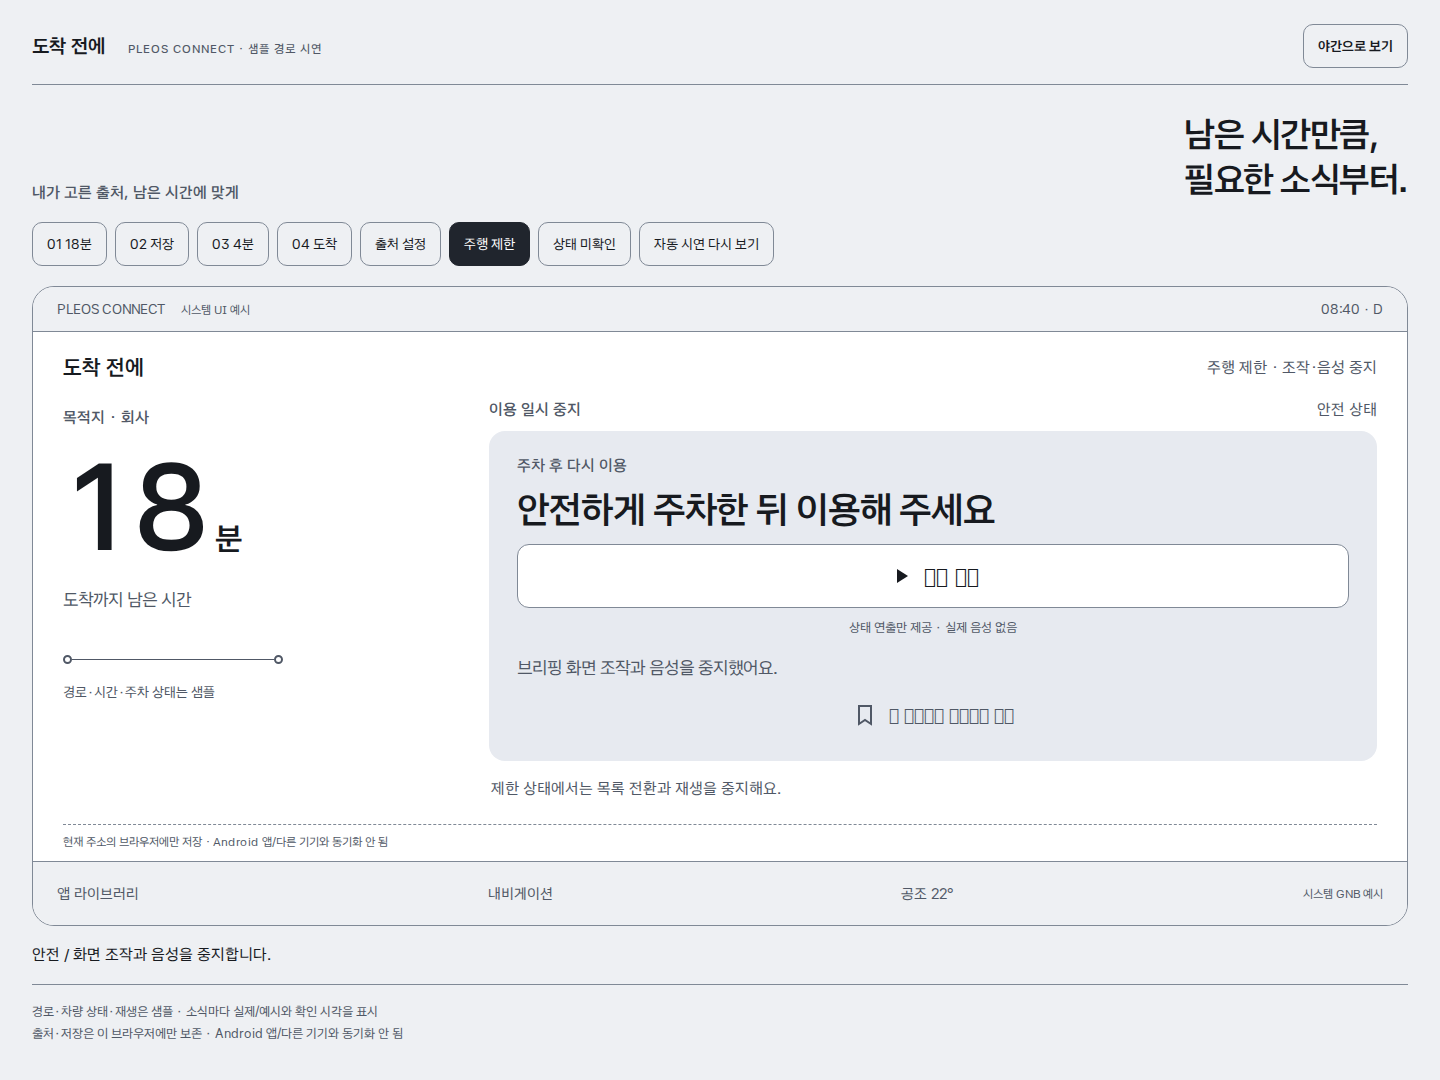 도착 전에
PLEOS CONNECT · 샘플 경로 시연
야간으로 보기
남은 시간만큼,
필요한 소식부터.
내가 고른 출처, 남은 시간에 맞게
01 18분
02 저장
03 4분
04 도착
출처 설정
주행 제한
상태 미확인
자동 시연 다시 보기
PLEOS CONNECT
시스템 UI 예시
08:40 · D
도착 전에
주행 제한 · 조작·음성 중지
목적지 · 회사
18분
도착까지 남은 시간
경로·시간·주차 상태는 샘플
이용 일시 중지
안전 상태
주차 후 다시 이용
안전하게 주차한 뒤 이용해 주세요
상태 연출만 제공 · 실제 음성 없음
브리핑 화면 조작과 음성을 중지했어요.
제한 상태에서는 목록 전환과 재생을 중지해요.
현재 주소의 브라우저에만 저장 · Android 앱/다른 기기와 동기화 안 됨
앱 라이브러리
내비게이션
공조 22°
시스템 GNB 예시
안전 / 화면 조작과 음성을 중지합니다.
경로·차량 상태·재생은 샘플 · 소식마다 실제/예시와 확인 시각을 표시
출처·저장은 이 브라우저에만 보존 · Android 앱/다른 기기와 동기화 안 됨